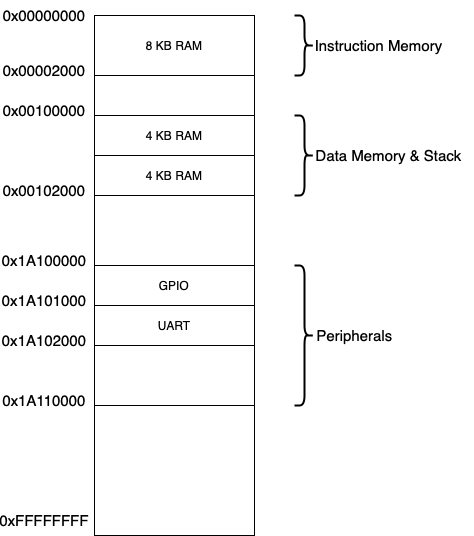 0x00000000
8 KB RAM
Instruction Memory
0x00002000
0x00100000
4 KB RAM
Data Memory & Stack
4 KB RAM
0x00102000
0x1A100000
GPIO
0x1A101000
UART
Peripherals
0x1A102000
0x1A110000
0xFFFFFFFF